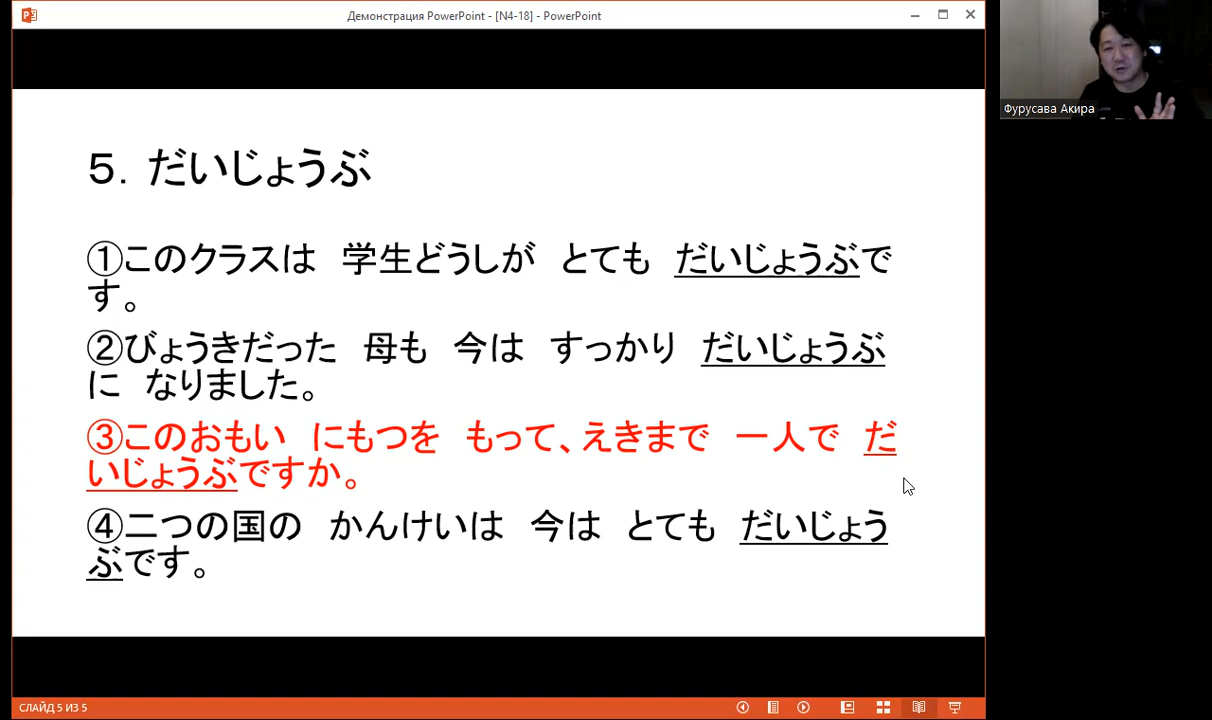 Демонстрация PowerPoint - [N4-18] - PowerPoint
Фурусава Акира
５．だいじょうぶ
①このクラスは　学生どうしが　とても　だいじょうぶで
す。
②びょうきだった　母も　今は　すっかり　だいじょうぶ
に　なりました。
③このおもい　にもつを　もって、えきまで　一人で　だ
いじょうぶですか。
④二つの国の　かんけいは　今は　とても　だいじょう
ぶです。
СЛАЙД 5 ИЗ 5